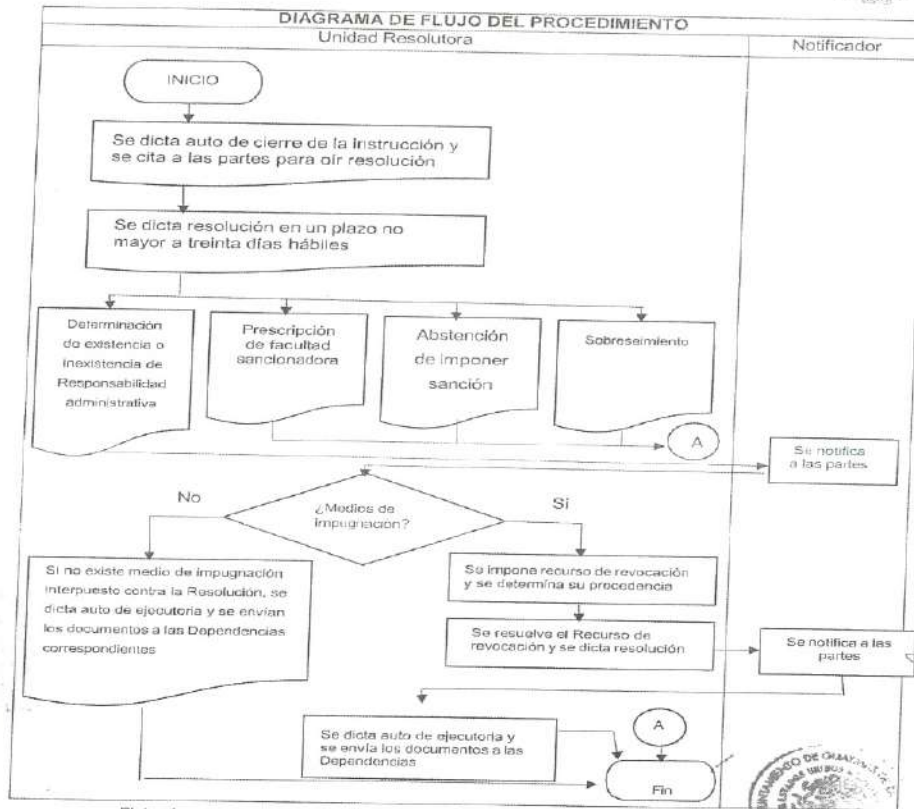 DIAGRAMA DE FLUJO DEL PROCEDIMIENTO
Unidad Resolutora
Notificador
INICIO
Se dicta auto de cierre de la instrucción y
se cita a las partes para oír resolución
Se dicta resolución en un plazo no
mayor a treinta días hábiles
Determinación
de existencia o
inexistencia de
Responsabilidad
administrativa
Prescripción
de facultad
sancionadora
Abstención
de imponer
sanción
Sobreseimiento
A
Se notifica
a las partes
No
¿Medios de
impugnación?
Sí
Si no existe medio de impugnación
interpuesto contra la Resolución, se
dicta auto de ejecutoria y se envían
los documentos a las Dependencias
correspondientes
Se impone recurso de revocación
y se determina su procedencia
Se resuelve el Recurso de
revocación y se dicta resolución
Se notifica a las
partes
Se dicta auto de ejecutoria y
se envía los documentos a las
Dependencias
A
Fin